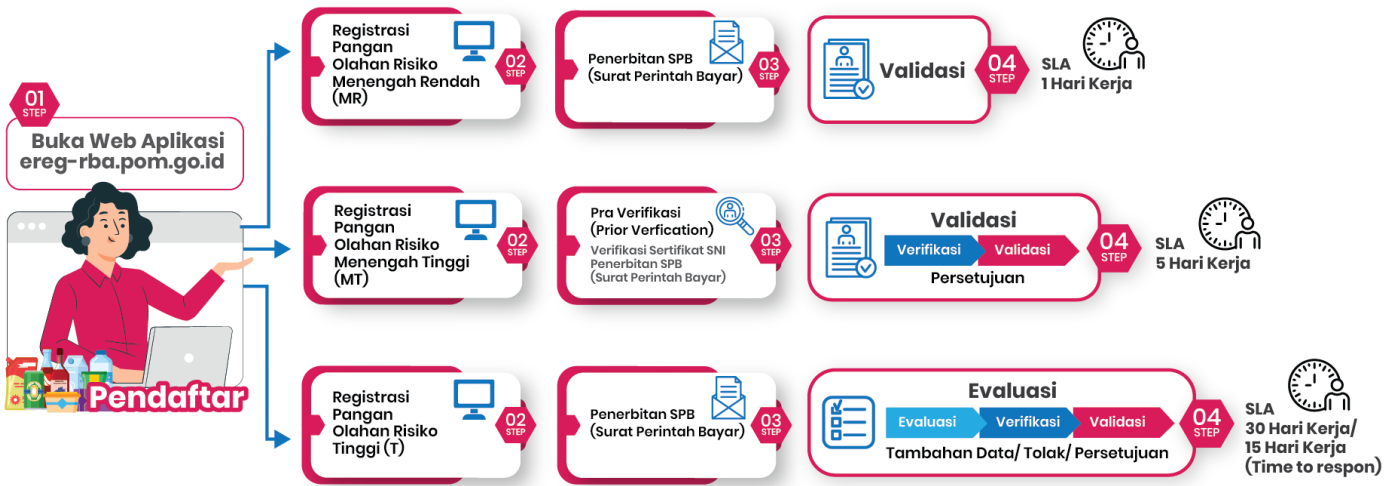 01
STEP
Buka Web Aplikasi
ereg-rba.pom.go.id
Pendaftar
Registrasi
Pangan
Olahan Risiko
Menengah Rendah
(MR)
02
STEP
Penerbitan SPB
(Surat Perintah Bayar)
03
STEP
Validasi
04
STEP
SLA
1 Hari Kerja
Registrasi
Pangan
Olahan Risiko
Menengah Tinggi
(MT)
02
STEP
Pra Verifikasi
(Prior Verfication)
Verifikasi Sertifikat SNI
Penerbitan SPB
(Surat Perintah Bayar)
03
STEP
Validasi
Verifikasi
Validasi
Persetujuan
04
STEP
SLA
5 Hari Kerja
Registrasi
Pangan
Olahan Risiko
Tinggi (T)
02
STEP
Penerbitan SPB
(Surat Perintah Bayar)
03
STEP
Evaluasi
Evaluasi
Verifikasi
Validasi
Tambahan Data/ Tolak/ Persetujuan
04
STEP
SLA
30 Hari Kerja/
15 Hari Kerja
(Time to respon)